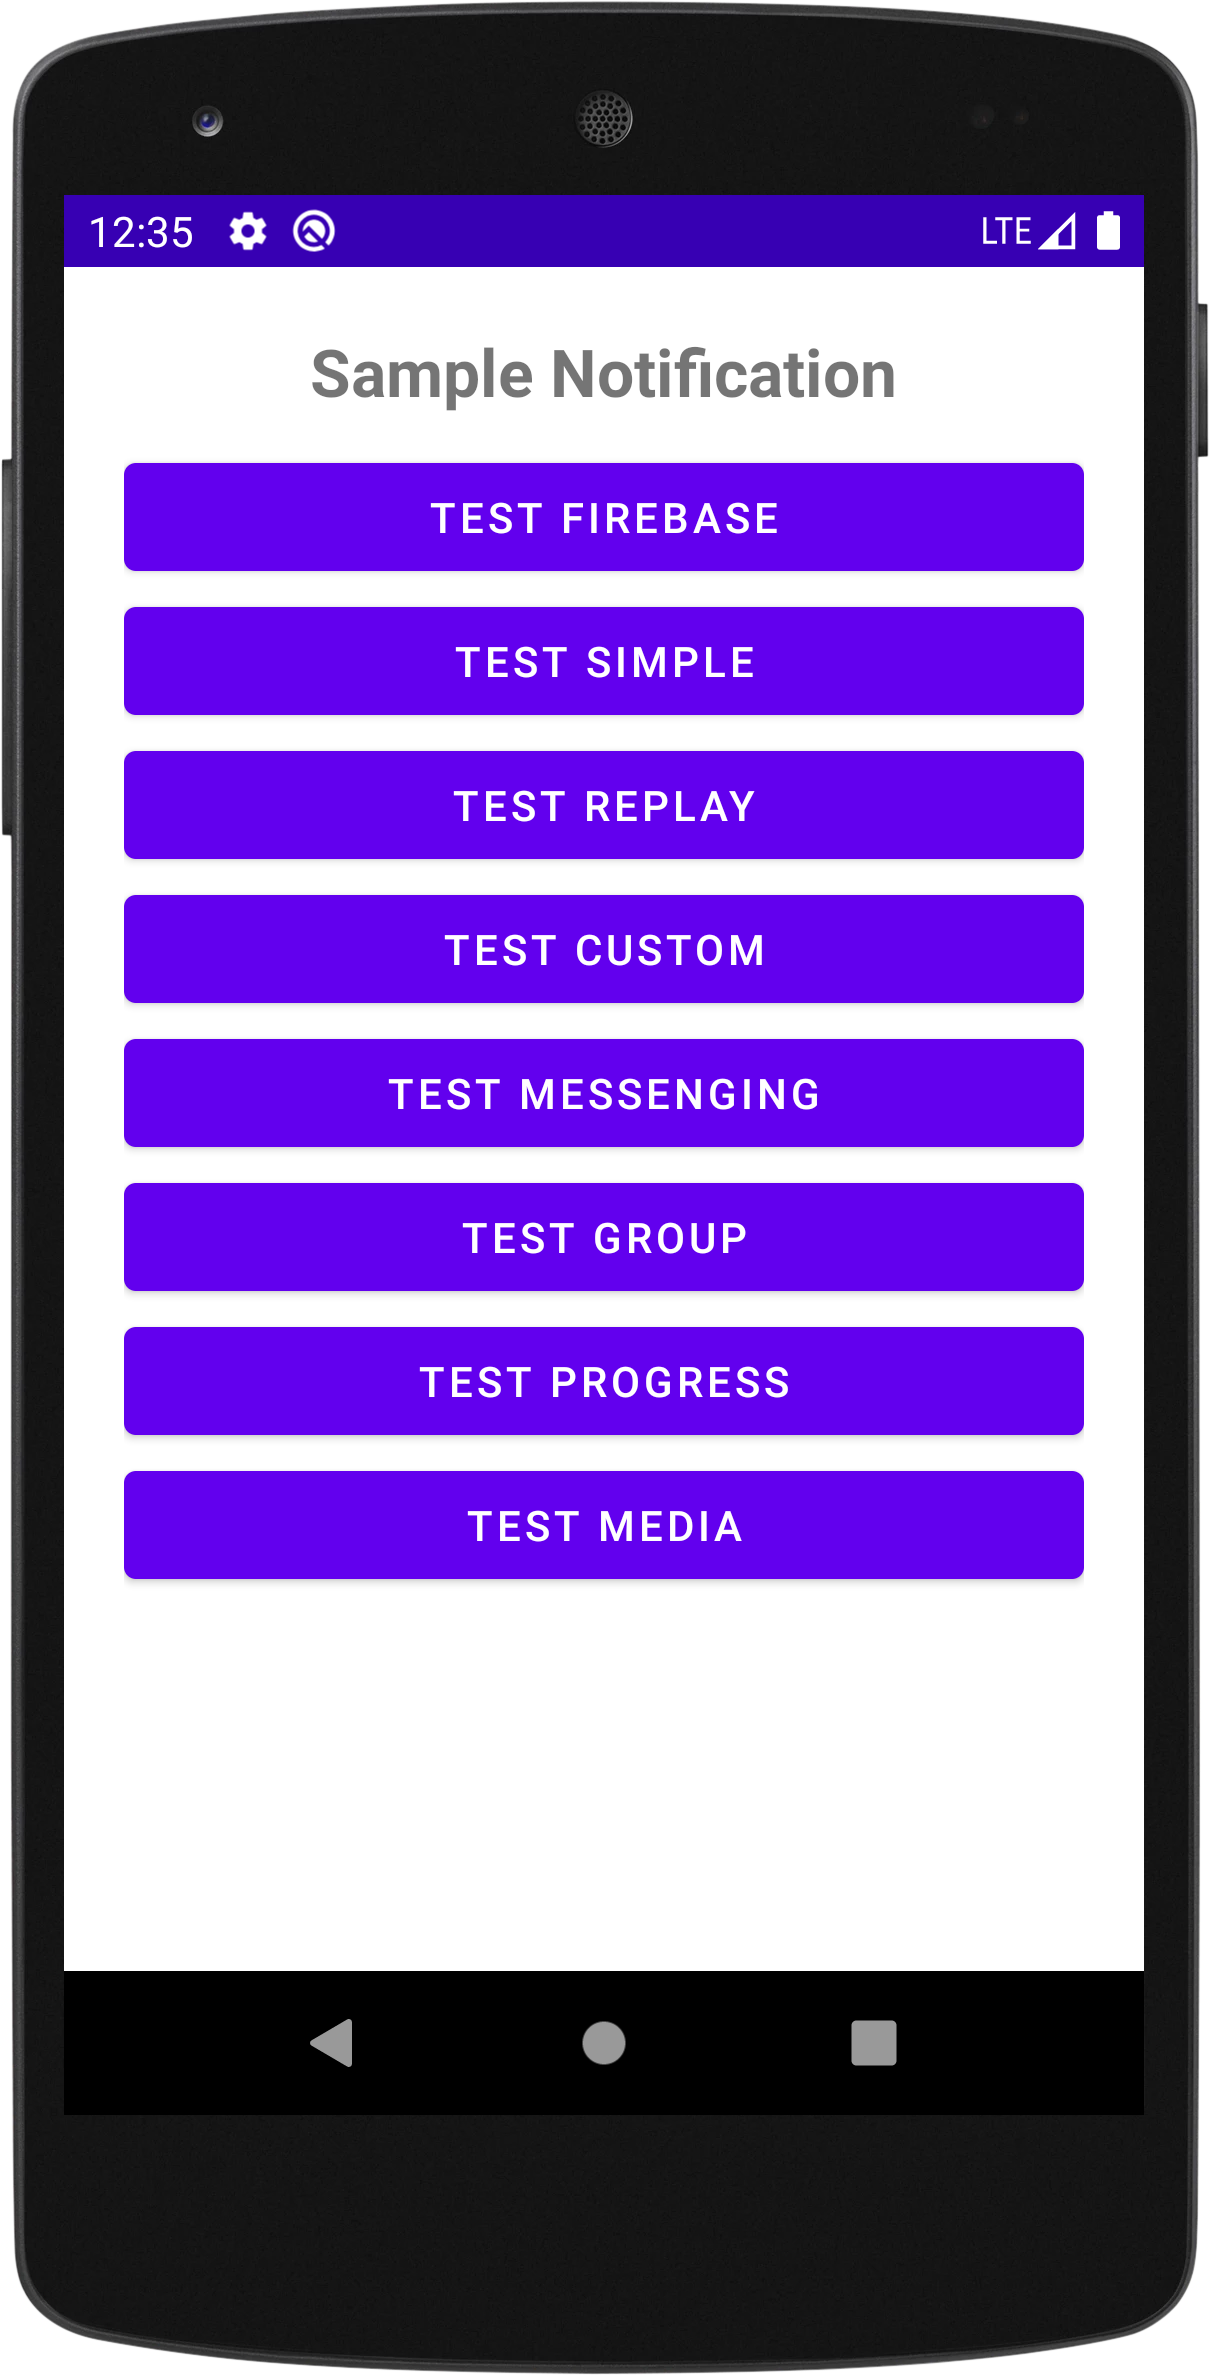 12:35 LTE
Sample Notification
TEST FIREBASE
TEST SIMPLE
TEST REPLAY
TEST CUSTOM
TEST MESSENGING
TEST GROUP
TEST PROGRESS
TEST MEDIA